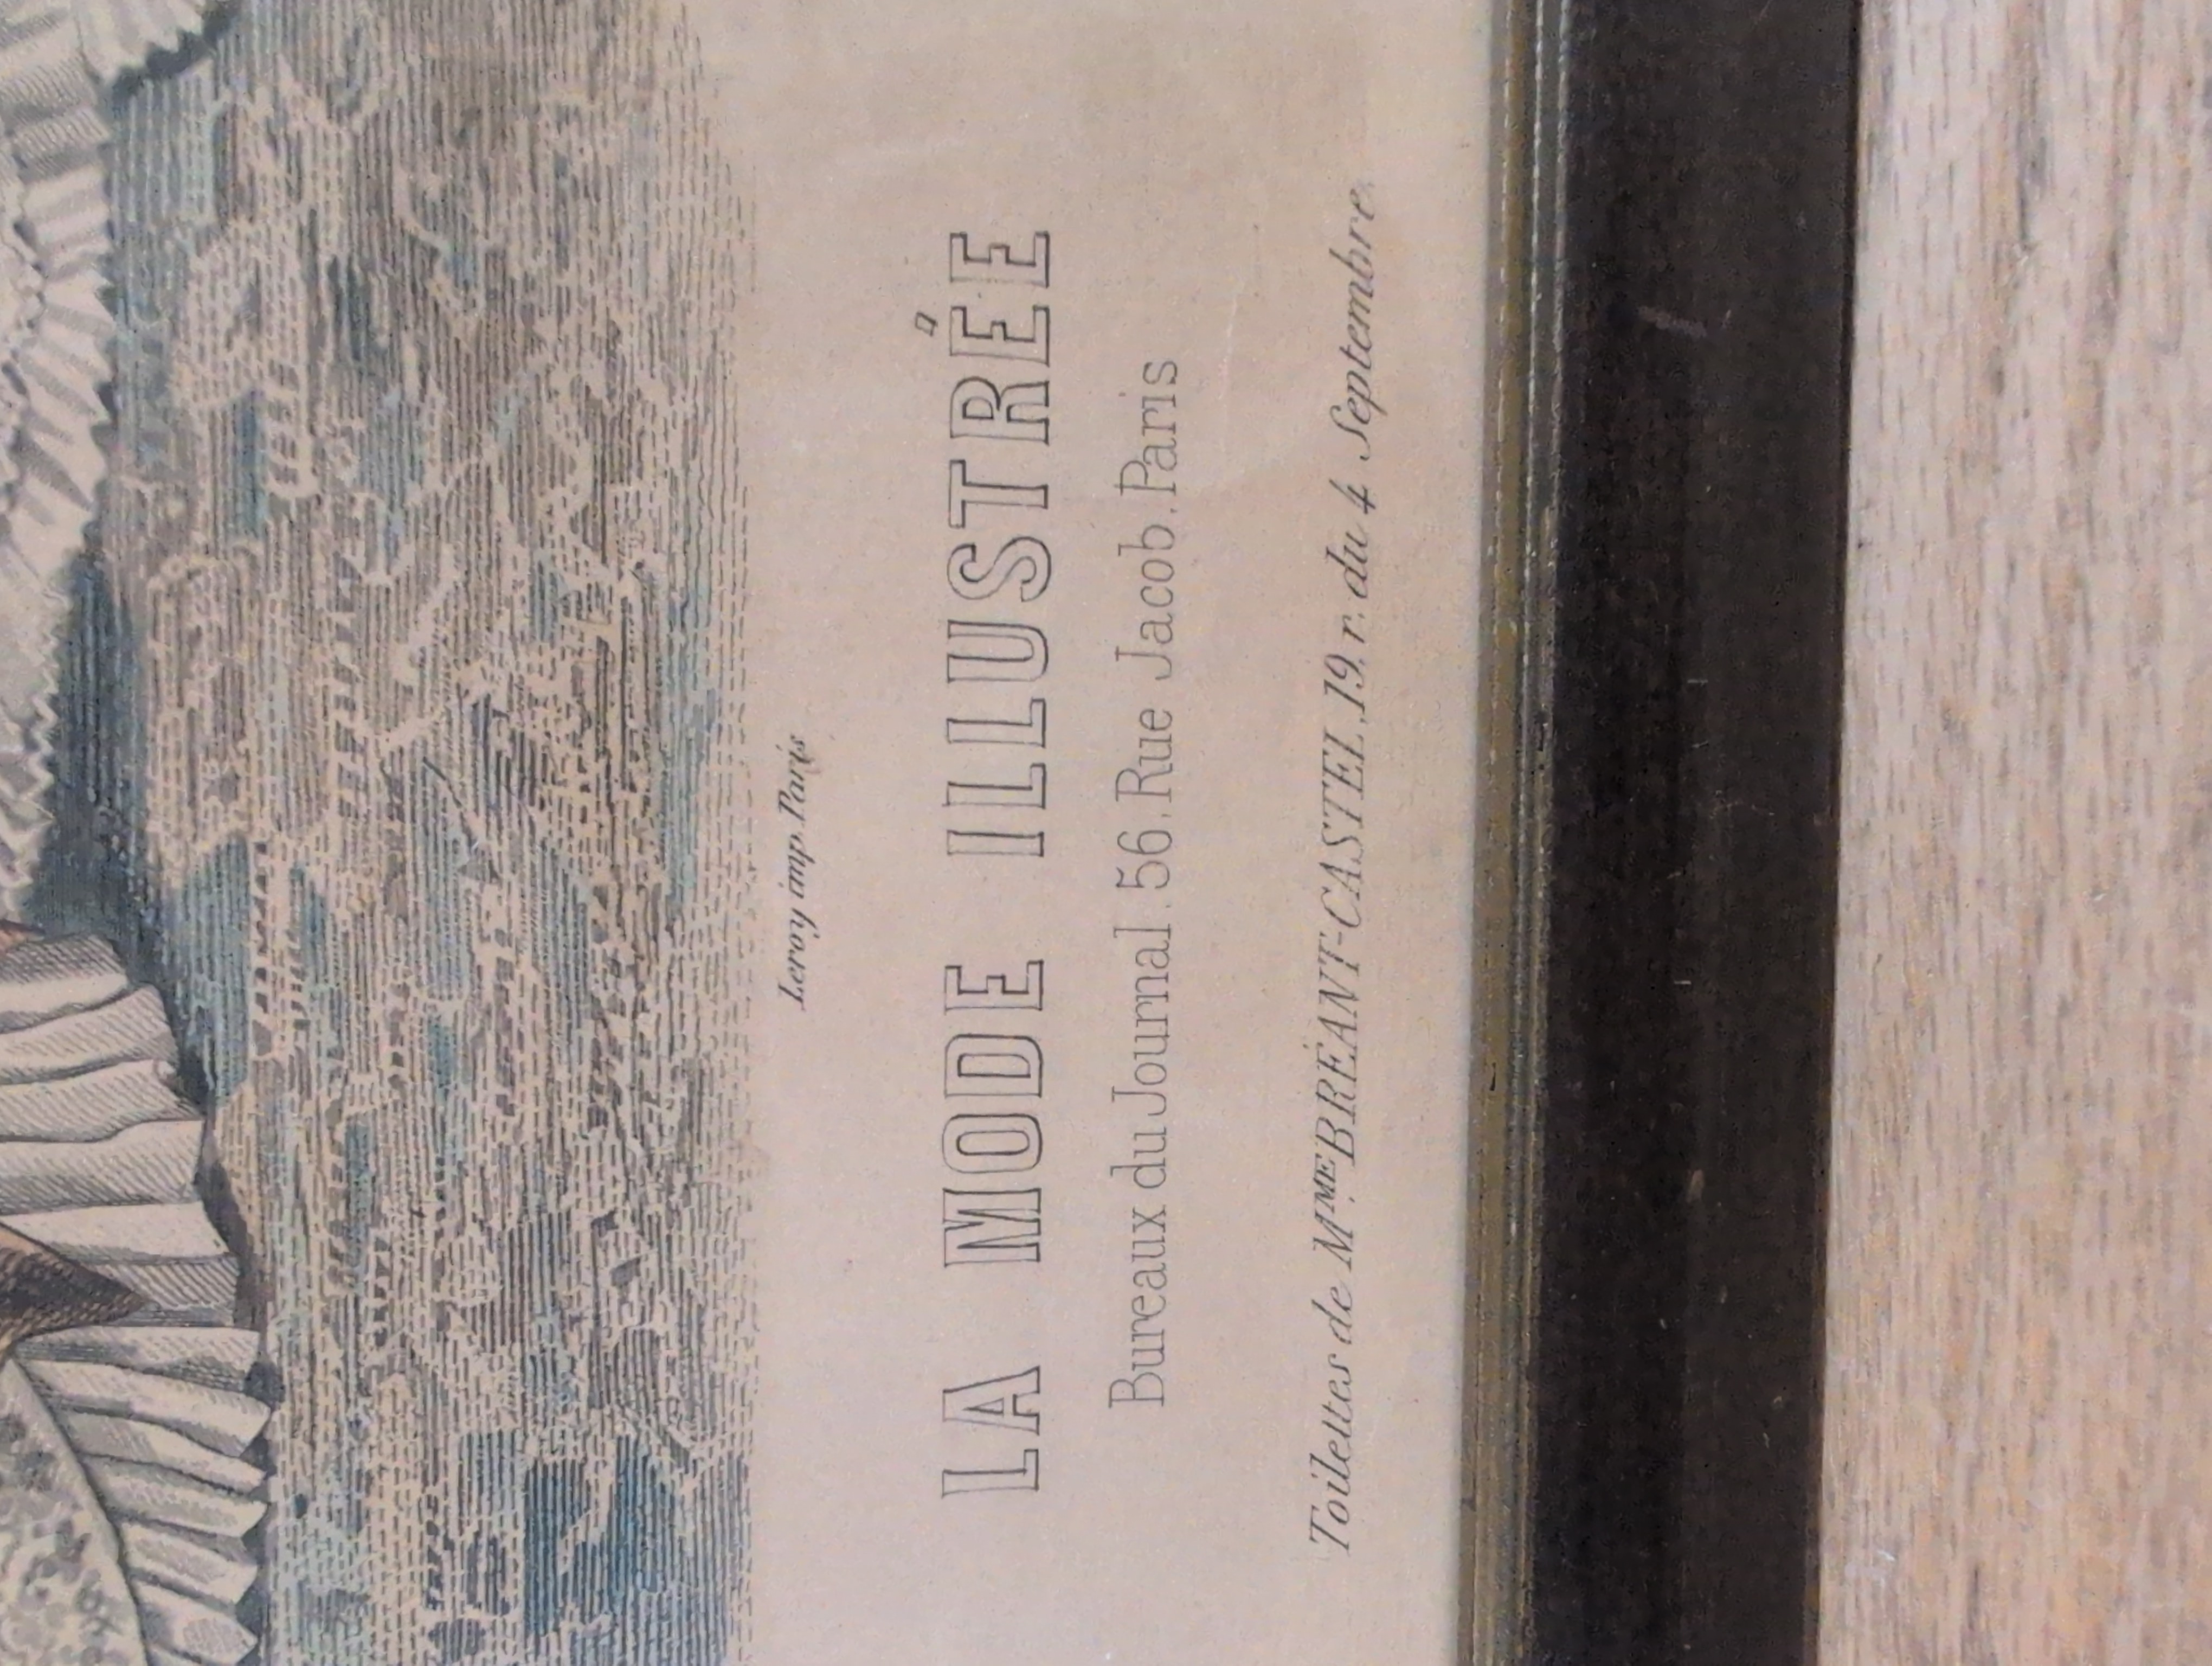 Leroy imp. Paris
LA MODE ILLUSTRÉE
Bureaux du Journal. 56. Rue Jacob. Paris
Toilettes de MME BRÉANT-CASTEL. 19. r. du 4 Septembre.